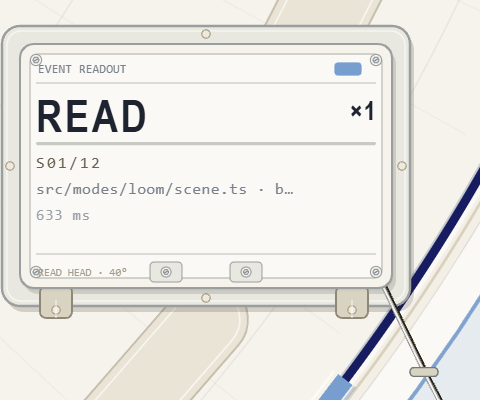 EVENT READOUT
READ ×1
S01/12
src/modes/loom/scene.ts · b…
633 ms
READ HEAD · 40°